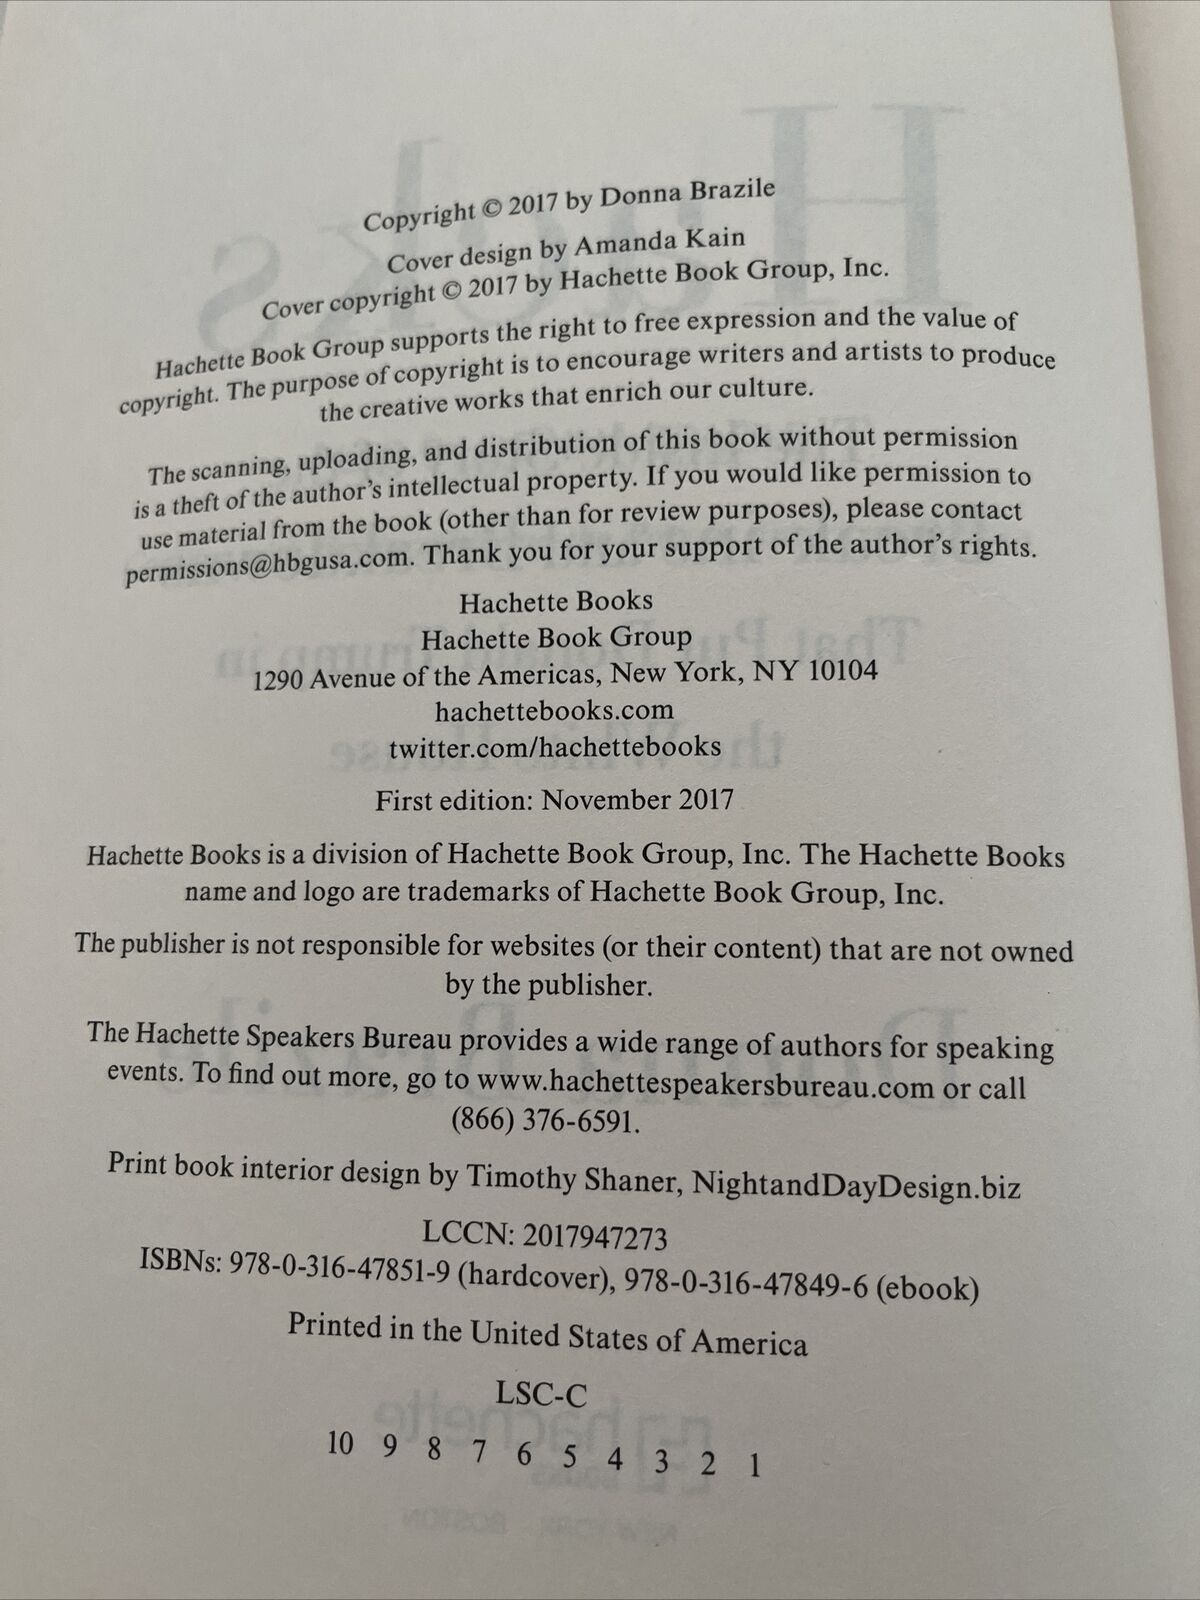 Copyright © 2017 by Donna Brazile
Cover design by Amanda Kain
Cover copyright © 2017 by Hachette Book Group, Inc.
Hachette Book Group supports the right to free expression and the value of
copyright. The purpose of copyright is to encourage writers and artists to produce
the creative works that enrich our culture.
The scanning, uploading, and distribution of this book without permission
is a theft of the author's intellectual property. If you would like permission to
use material from the book (other than for review purposes), please contact
permissions@hbgusa.com. Thank you for your support of the author's rights.
Hachette Books
Hachette Book Group
1290 Avenue of the Americas, New York, NY 10104
hachettebooks.com
twitter.com/hachettebooks
First edition: November 2017
Hachette Books is a division of Hachette Book Group, Inc. The Hachette Books
name and logo are trademarks of Hachette Book Group, Inc.
The publisher is not responsible for websites (or their content) that are not owned
by the publisher.
The Hachette Speakers Bureau provides a wide range of authors for speaking
events. To find out more, go to www.hachettespeakersbureau.com or call
(866) 376-6591.
Print book interior design by Timothy Shaner, NightandDayDesign.biz
LCCN: 2017947273
ISBNs: 978-0-316-47851-9 (hardcover), 978-0-316-47849-6 (ebook)
Printed in the United States of America
LSC-C
10 9 8 7 6 5 4 3 2 1